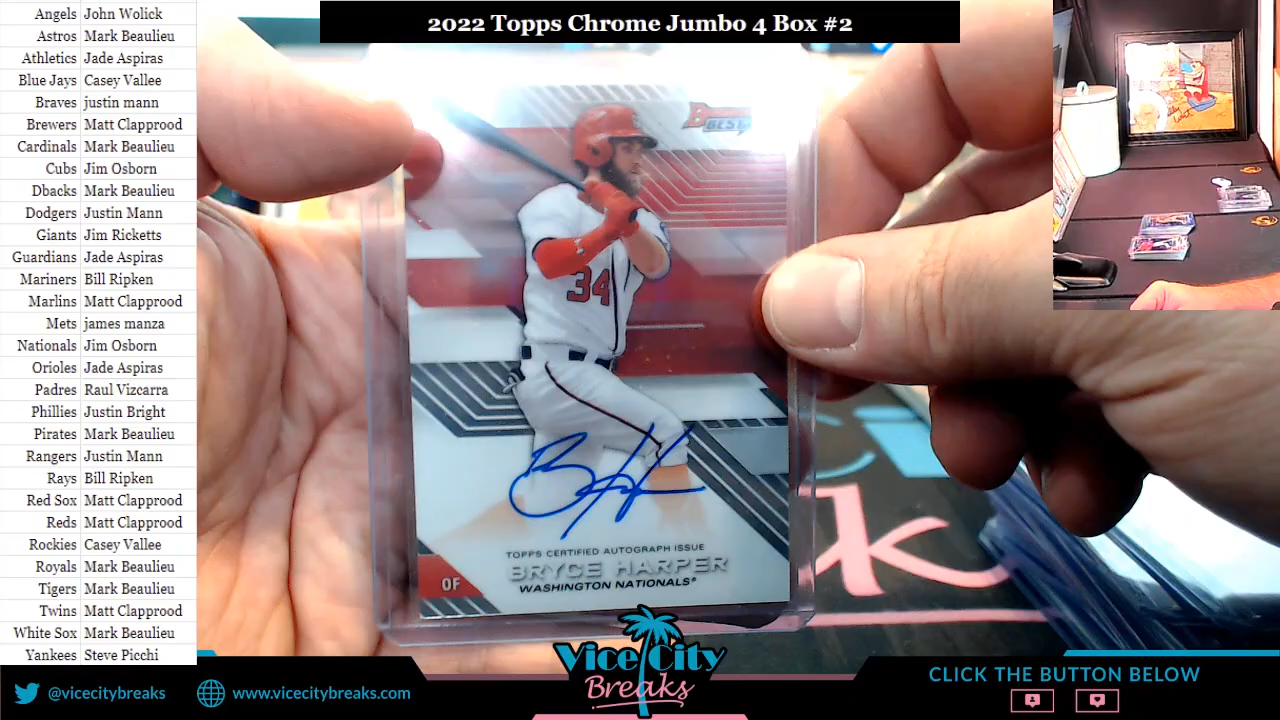 2022 Topps Chrome Jumbo 4 Box #2
Angels John Wolick
Astros Mark Beaulieu
Athletics Jade Aspiras
Blue Jays Casey Vallee
Braves justin mann
Brewers Matt Clapprood
Cardinals Mark Beaulieu
Cubs Jim Osborn
Dbacks Mark Beaulieu
Dodgers Justin Mann
Giants Jim Ricketts
Guardians Jade Aspiras
Mariners Bill Ripken
Marlins Matt Clapprood
Mets james manza
Nationals Jim Osborn
Orioles Jade Aspiras
Padres Raul Vizcarra
Phillies Justin Bright
Pirates Mark Beaulieu
Rangers Justin Mann
Rays Bill Ripken
Red Sox Matt Clapprood
Reds Matt Clapprood
Rockies Casey Vallee
Royals Mark Beaulieu
Tigers Mark Beaulieu
Twins Matt Clapprood
White Sox Mark Beaulieu
Yankees Steve Picchi
BEST
34
TOPPS CERTIFIED AUTOGRAPH ISSUE
BRYCE HARPER
OF
WASHINGTON NATIONALS®
Vice City
Breaks
@vicecitybreaks
www.vicecitybreaks.com
CLICK THE BUTTON BELOW